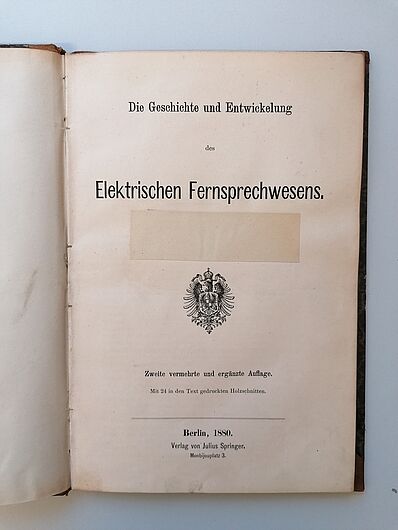 Die Geschichte und Entwickelung
des
Elektrischen Fernsprechwesens.
Zweite vermehrte und ergänzte Auflage.
Mit 24 in den Text gedruckten Holzschnitten.
Berlin, 1880.
Verlag von Julius Springer.
Monbijouplatz 3.